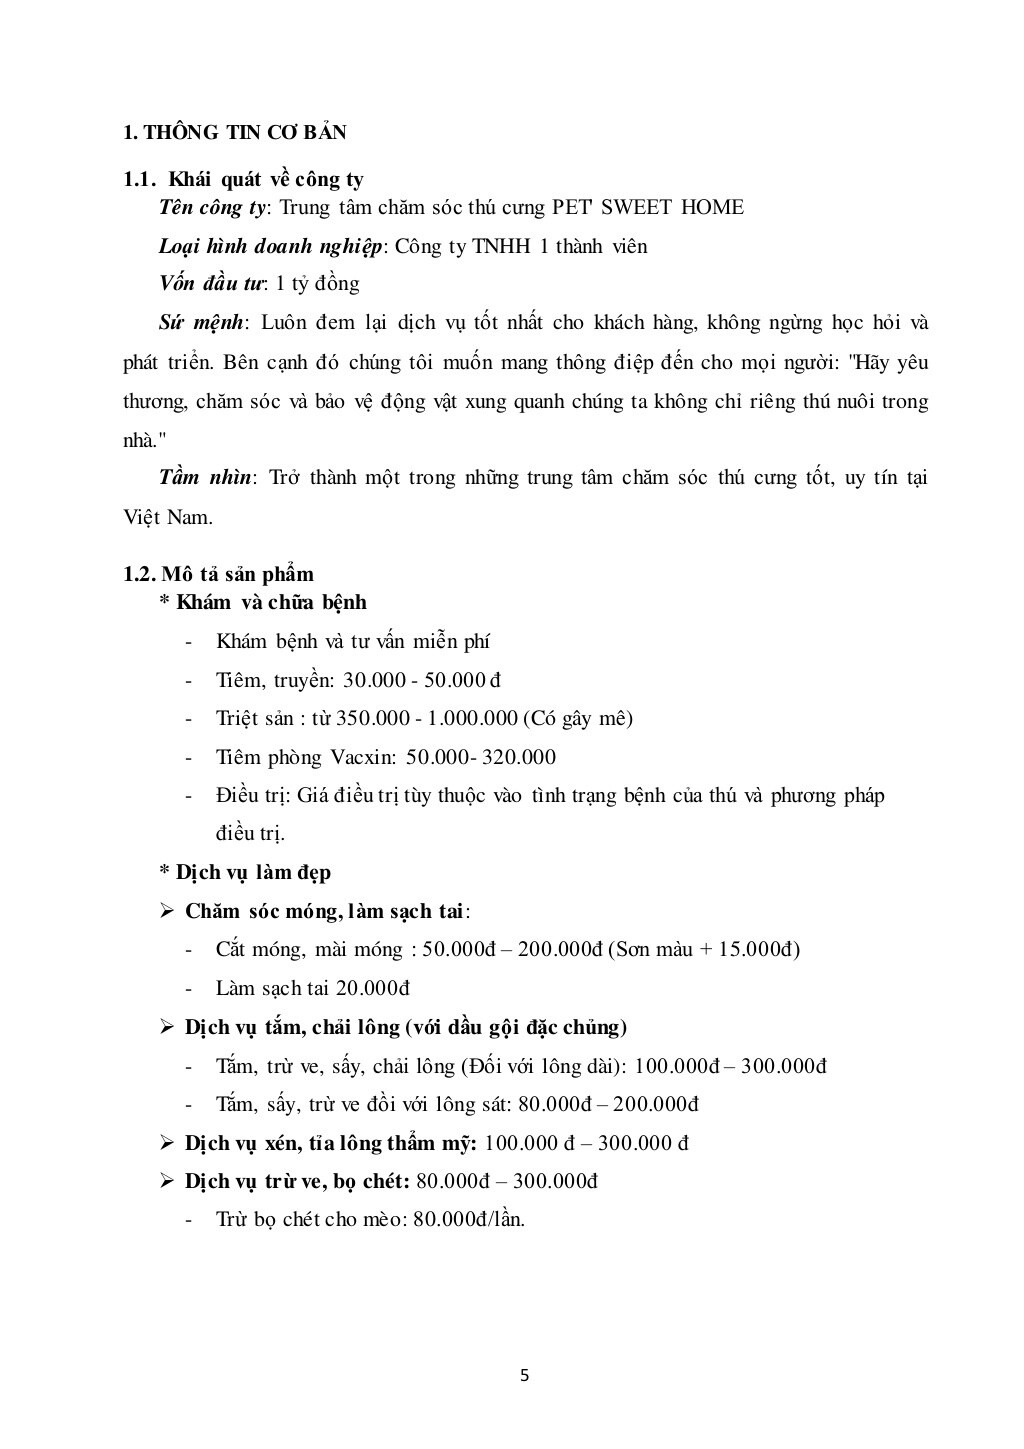 1. THÔNG TIN CƠ BẢN
1.1. Khái quát về công ty
Tên công ty: Trung tâm chăm sóc thú cưng PET' SWEET HOME
Loại hình doanh nghiệp: Công ty TNHH 1 thành viên
Vốn đầu tư: 1 tỷ đồng
Sứ mệnh: Luôn đem lại dịch vụ tốt nhất cho khách hàng, không ngừng học hỏi và
phát triển. Bên cạnh đó chúng tôi muốn mang thông điệp đến cho mọi người: "Hãy yêu
thương, chăm sóc và bảo vệ động vật xung quanh chúng ta không chỉ riêng thú nuôi trong
nhà."
Tầm nhìn: Trở thành một trong những trung tâm chăm sóc thú cưng tốt, uy tín tại
Việt Nam.
1.2. Mô tả sản phẩm
* Khám và chữa bệnh
- Khám bệnh và tư vấn miễn phí
- Tiêm, truyền: 30.000 - 50.000 đ
- Triệt sản : từ 350.000 - 1.000.000 (Có gây mê)
- Tiêm phòng Vacxin: 50.000- 320.000
- Điều trị: Giá điều trị tùy thuộc vào tình trạng bệnh của thú và phương pháp
điều trị.
* Dịch vụ làm đẹp
➢ Chăm sóc móng, làm sạch tai:
- Cắt móng, mài móng : 50.000đ – 200.000đ (Sơn màu + 15.000đ)
- Làm sạch tai 20.000đ
➢ Dịch vụ tắm, chải lông (với dầu gội đặc chủng)
- Tắm, trừ ve, sấy, chải lông (Đối với lông dài): 100.000đ – 300.000đ
- Tắm, sấy, trừ ve đồi với lông sát: 80.000đ – 200.000đ
➢ Dịch vụ xén, tỉa lông thẩm mỹ: 100.000 đ – 300.000 đ
➢ Dịch vụ trừ ve, bọ chét: 80.000đ – 300.000đ
- Trừ bọ chét cho mèo: 80.000đ/lần.
5